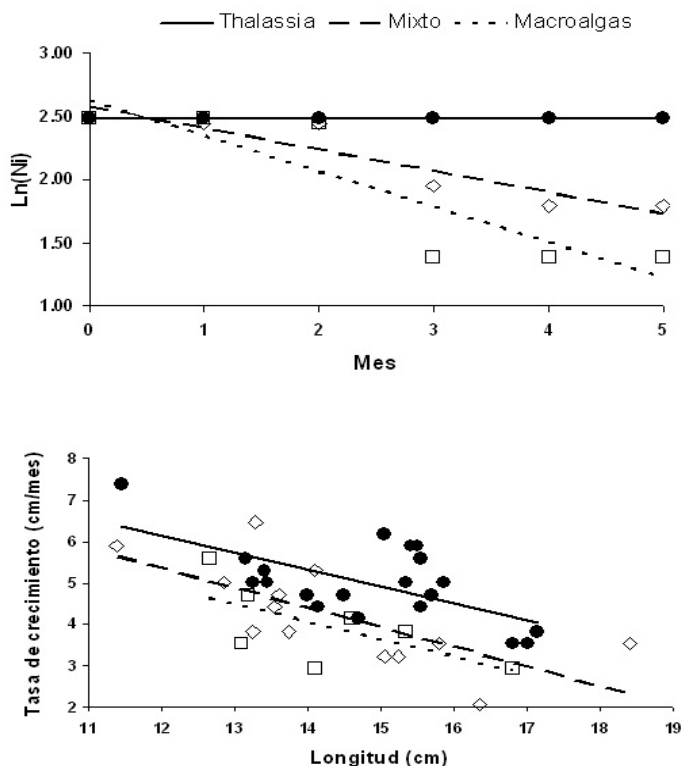 Thalassia Mixto Macroalgas
3.00
2.50
2.00
1.50
1.00
Ln(Ni)
0 1 2 3 4 5
Mes
8
7
6
5
4
3
2
Tasa de crecimiento (cm/mes)
11 12 13 14 15 16 17 18 19
Longitud (cm)